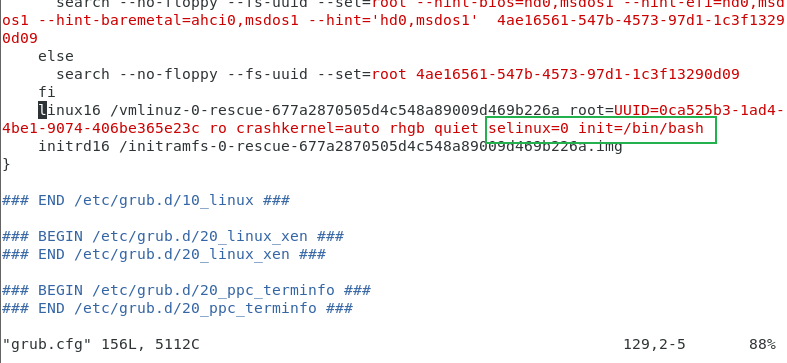 search --no-floppy --fs-uuid --set=root --hint-bios=hd0,msdos1 --hint-efi=hd0,msd
os1 --hint-baremetal=ahci0,msdos1 --hint='hd0,msdos1'  4ae16561-547b-4573-97d1-1c3f1329
0d09
else
search --no-floppy --fs-uuid --set=root 4ae16561-547b-4573-97d1-1c3f13290d09
fi
linux16 /vmlinuz-0-rescue-677a2870505d4c548a89009d469b226a root=UUID=0ca525b3-1ad4-
4be1-9074-406be365e23c ro crashkernel=auto rhgb quiet selinux=0 init=/bin/bash
initrd16 /initramfs-0-rescue-677a2870505d4c548a89009d469b226a.img
}
### END /etc/grub.d/10_linux ###
### BEGIN /etc/grub.d/20_linux_xen ###
### END /etc/grub.d/20_linux_xen ###
### BEGIN /etc/grub.d/20_ppc_terminfo ###
### END /etc/grub.d/20_ppc_terminfo ###
"grub.cfg" 156L, 5112C 129,2-5 88%